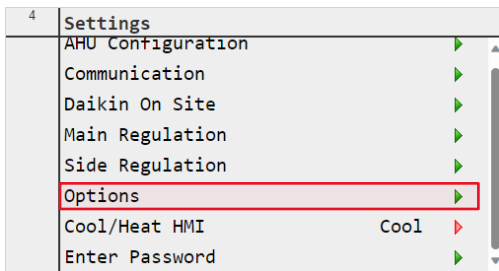 4 Settings
AHU Configuration
Communication
Daikin On Site
Main Regulation
Side Regulation
Options
Cool/Heat HMI Cool
Enter Password